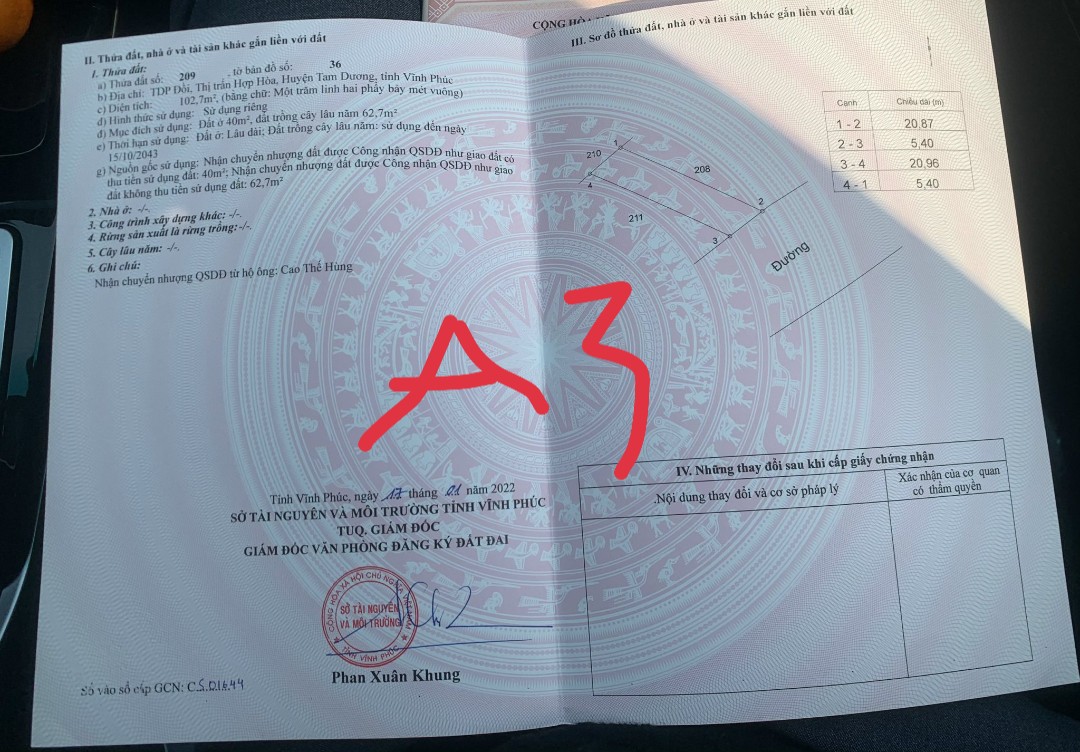 II. Thửa đất, nhà ở và tài sản khác gắn liền với đất
1. Thửa đất:
a) Thửa đất số: 209 , tờ bản đồ số: 36
b) Địa chỉ: TDP Đồi, Thị trấn Hợp Hòa, Huyện Tam Dương, tỉnh Vĩnh Phúc
c) Diện tích: 102,7m², (bằng chữ: Một trăm linh hai phẩy bảy mét vuông)
d) Hình thức sử dụng: Sử dụng riêng
đ) Mục đích sử dụng: Đất ở 40m², đất trồng cây lâu năm 62,7m²
e) Thời hạn sử dụng: Đất ở: Lâu dài; Đất trồng cây lâu năm: sử dụng đến ngày
15/10/2043
g) Nguồn gốc sử dụng: Nhận chuyển nhượng đất được Công nhận QSDĐ như giao đất có
thu tiền sử dụng đất: 40m²; Nhận chuyển nhượng đất được Công nhận QSDĐ như giao
đất không thu tiền sử dụng đất: 62,7m²
2. Nhà ở: -/-.
3. Công trình xây dựng khác: -/-.
4. Rừng sản xuất là rừng trồng:-/-.
5. Cây lâu năm: -/-.
6. Ghi chú:
Nhận chuyển nhượng QSDĐ từ hộ ông: Cao Thế Hùng
Tỉnh Vĩnh Phúc, ngày 17 tháng 01 năm 2022
SỞ TÀI NGUYÊN VÀ MÔI TRƯỜNG TỈNH VĨNH PHÚC
TUQ. GIÁM ĐỐC
GIÁM ĐỐC VĂN PHÒNG ĐĂNG KÝ ĐẤT ĐAI
CỘNG HÒA XÃ HỘI CHỦ NGHĨA VIỆT NAM
SỞ TÀI NGUYÊN
VÀ MÔI TRƯỜNG
TỈNH VĨNH PHÚC
Phan Xuân Khung
Số vào sổ cấp GCN: CS.01644
CỘNG HÒA
III. Sơ đồ thửa đất, nhà ở và tài sản khác gắn liền với đất
Cạnh Chiều dài (m)
1 - 2 20,87
2 - 3 5,40
3 - 4 20,96
4 - 1 5,40
210
1
208
4
2
211
3
Đường
A3
IV. Những thay đổi sau khi cấp giấy chứng nhận
Nội dung thay đổi và cơ sở pháp lý
Xác nhận của cơ quan
có thẩm quyền